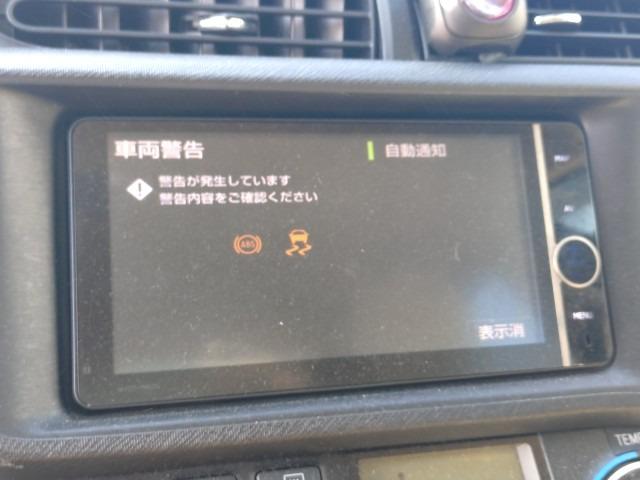 車両警告
自動通知
警告が発生しています
警告内容をご確認ください
ABS
表示消
MENU
TEMP